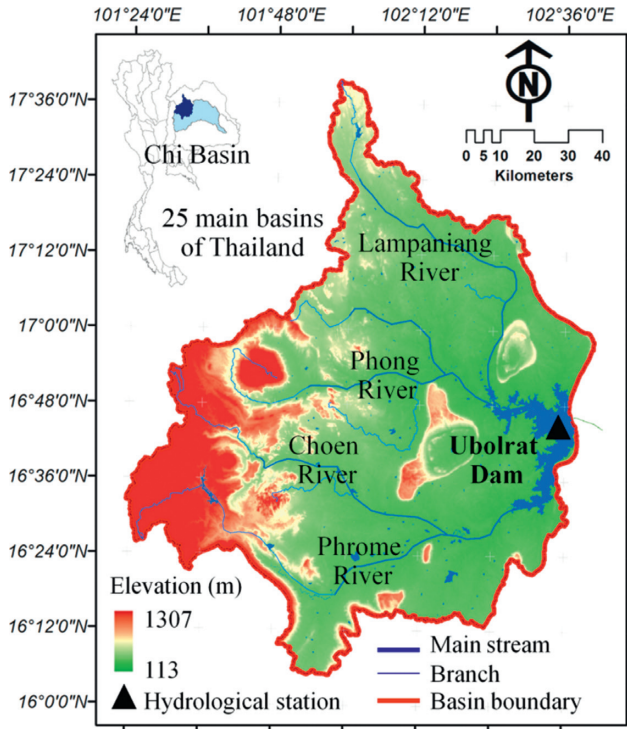 101°24'0"E 101°48'0"E 102°12'0"E 102°36'0"E
17°36'0"N
17°24'0"N
17°12'0"N
17°0'0"N
16°48'0"N
16°36'0"N
16°24'0"N
16°12'0"N
16°0'0"N
Chi Basin
25 main basins
of Thailand
N
0 5 10 20 30 40
Kilometers
Lampaniang
River
Phong
River
Choen
River
Ubolrat
Dam
Phrome
River
Elevation (m)
1307
113
Hydrological station
Main stream
Branch
Basin boundary